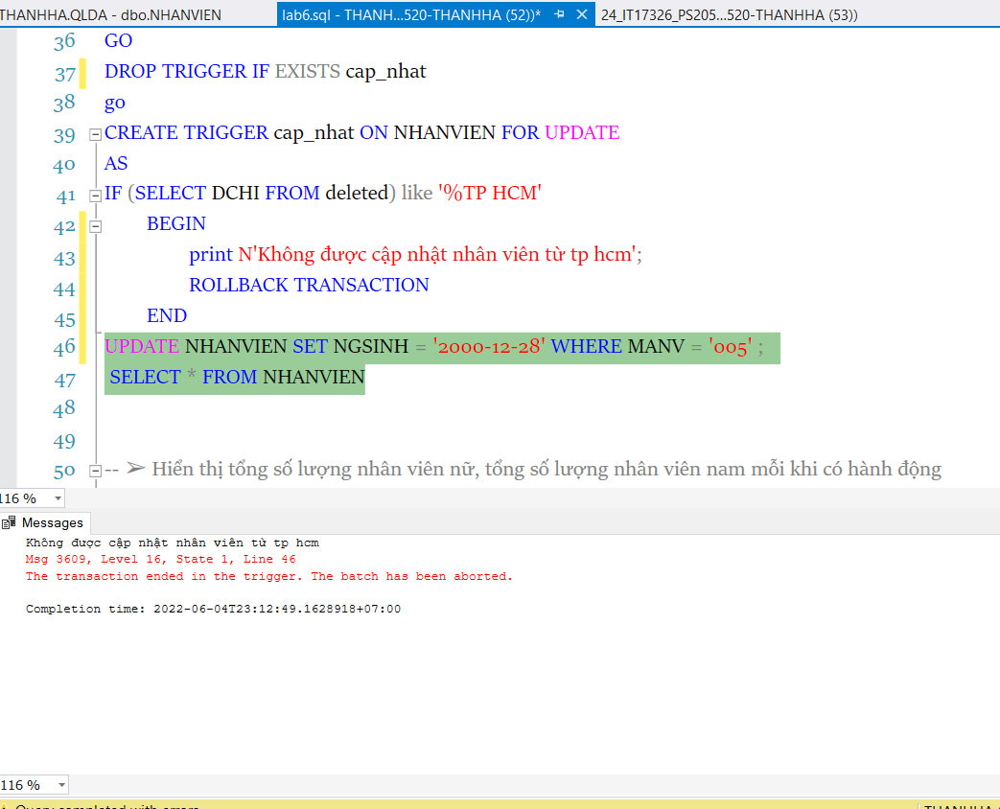 THANHHA.QLDA - dbo.NHANVIEN
lab6.sql - THANH...520-THANHHA (52))*
24_IT17326_PS205...520-THANHHA (53))
36 GO
37 DROP TRIGGER IF EXISTS cap_nhat
38 go
39 CREATE TRIGGER cap_nhat ON NHANVIEN FOR UPDATE
40 AS
41 IF (SELECT DCHI FROM deleted) like '%TP HCM'
42 BEGIN
43 print N'Không được cập nhật nhân viên từ tp hcm';
44 ROLLBACK TRANSACTION
45 END
46 UPDATE NHANVIEN SET NGSINH = '2000-12-28' WHERE MANV = '005' ;
47 SELECT * FROM NHANVIEN
48
49
50 -- ➢ Hiển thị tổng số lượng nhân viên nữ, tổng số lượng nhân viên nam mỗi khi có hành động
116 %
Messages
Không được cập nhật nhân viên từ tp hcm
Msg 3609, Level 16, State 1, Line 46
The transaction ended in the trigger. The batch has been aborted.
Completion time: 2022-06-04T23:12:49.1628918+07:00
116 %
Query completed with errors
THANHHA